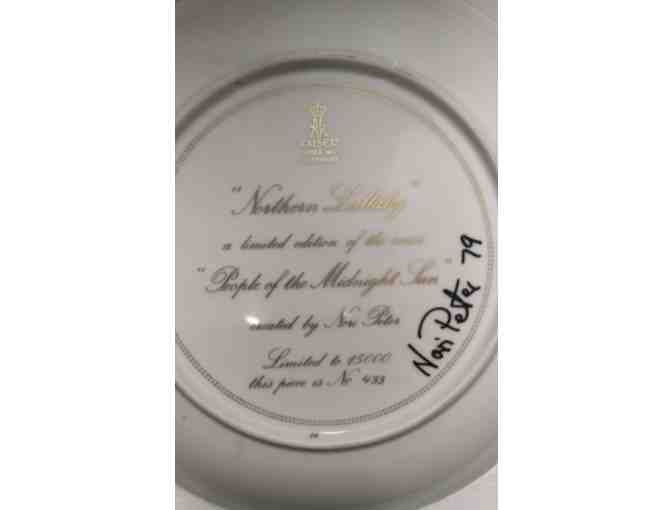 KAISER
"Northern Lullaby"
a limited edition of the series
"People of the Midnight Sun"
created by Nori Peter
Limited to 15000
this piece is No 433
Nori Peter 79